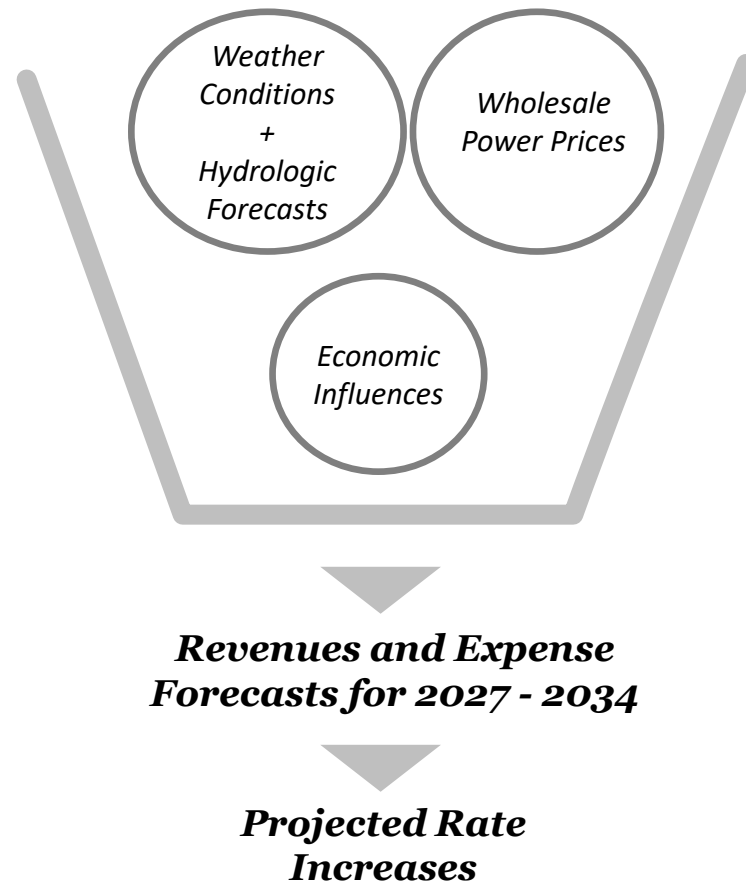 Weather
Conditions
+
Hydrologic
Forecasts
Wholesale
Power Prices
Economic
Influences
Revenues and Expense
Forecasts for 2027 - 2034
Projected Rate
Increases